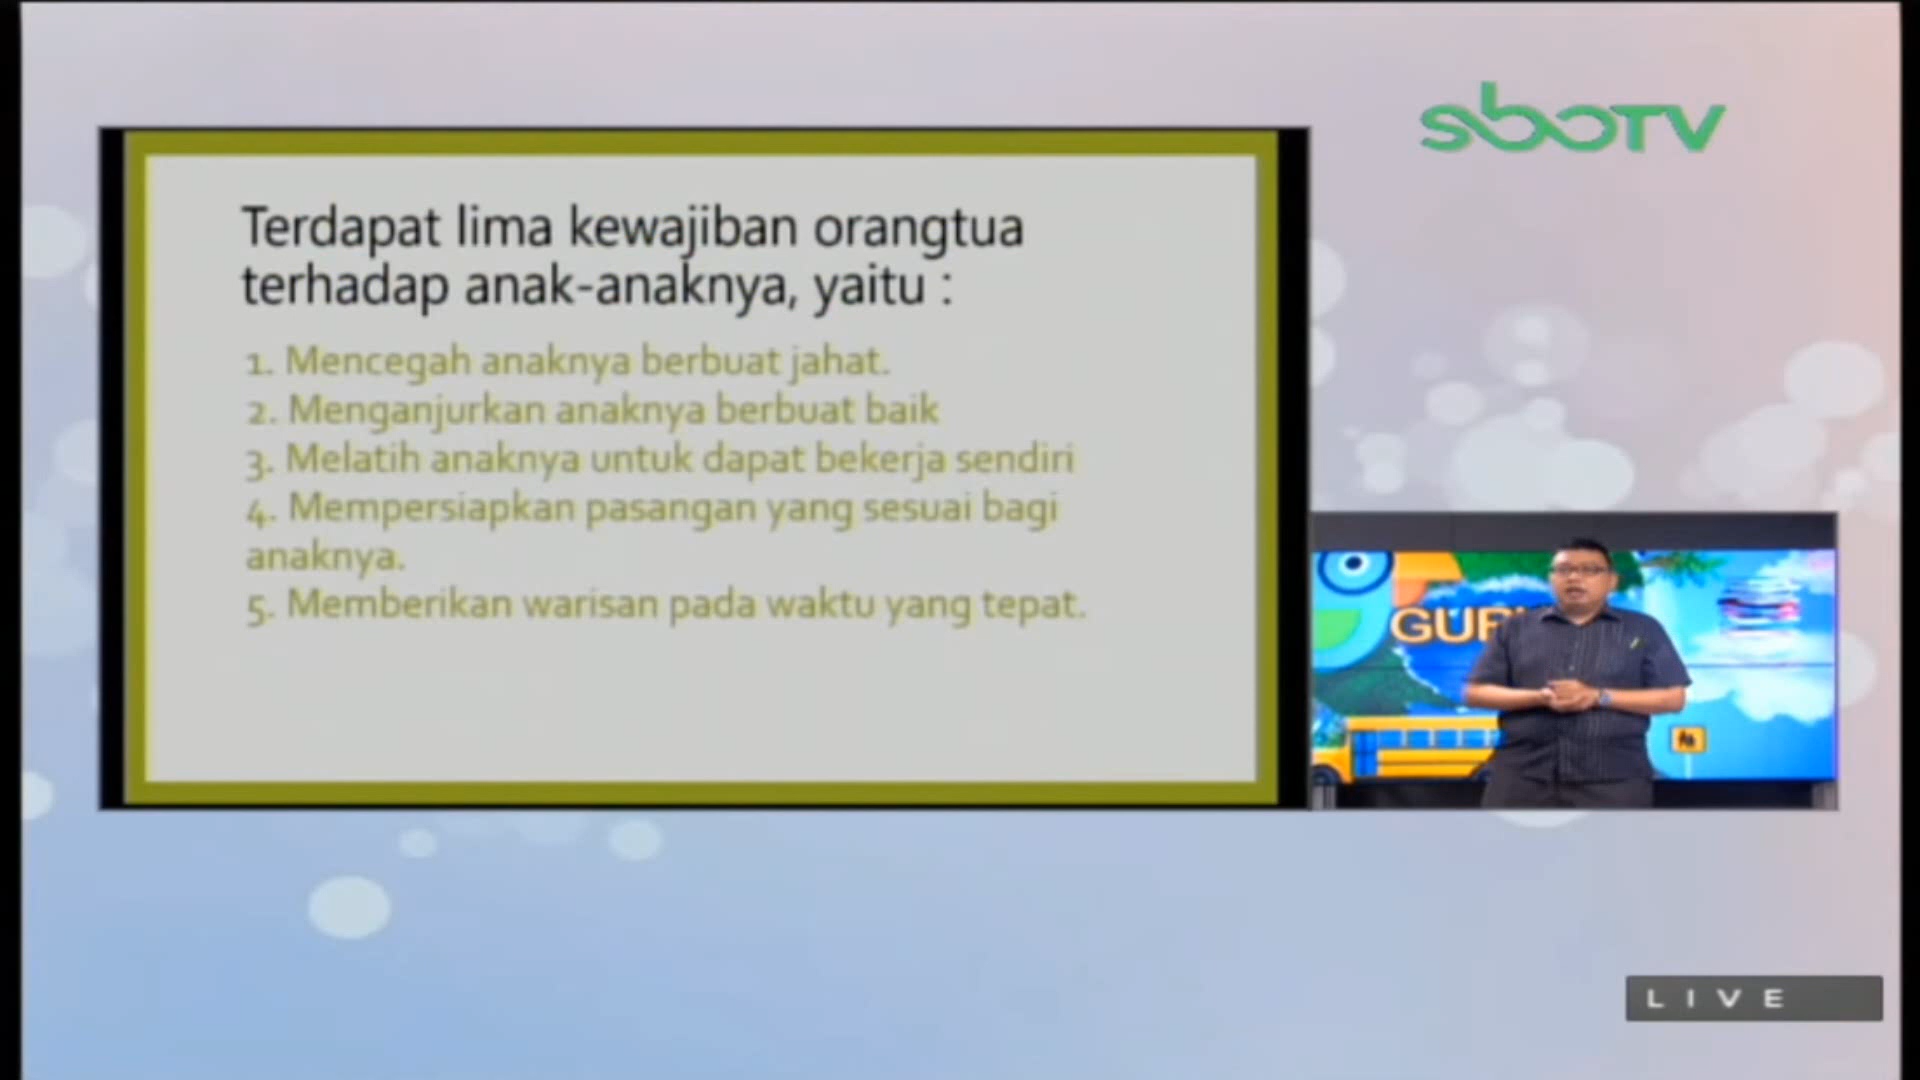 sboTV
Terdapat lima kewajiban orangtua
terhadap anak-anaknya, yaitu :
1. Mencegah anaknya berbuat jahat.
2. Menganjurkan anaknya berbuat baik
3. Melatih anaknya untuk dapat bekerja sendiri
4. Mempersiapkan pasangan yang sesuai bagi
anaknya.
5. Memberikan warisan pada waktu yang tepat.
LIVE